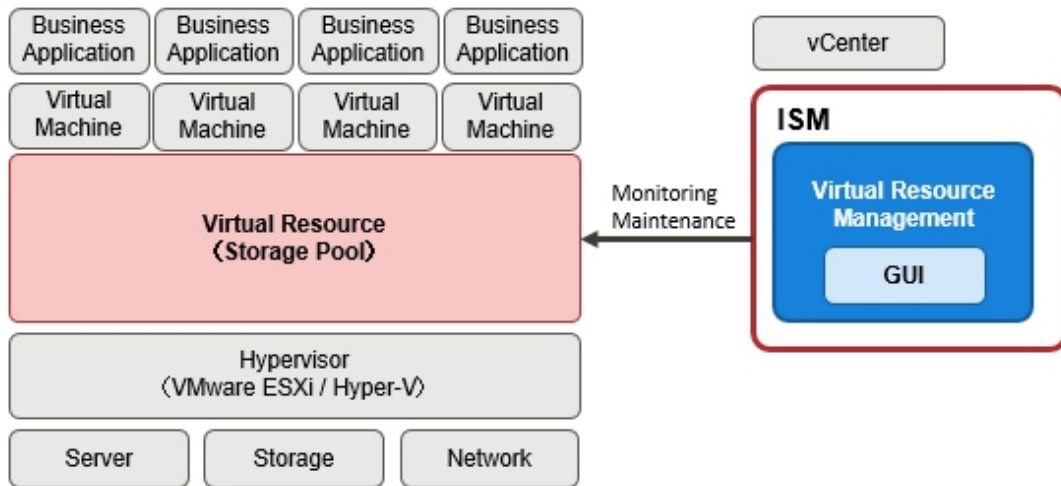 Business
Application
Business
Application
Business
Application
Business
Application
vCenter
Virtual
Machine
Virtual
Machine
Virtual
Machine
Virtual
Machine
ISM
Virtual Resource
Management
GUI
Monitoring
Maintenance
Virtual Resource
（Storage Pool）
Hypervisor
（VMware ESXi / Hyper-V）
Server
Storage
Network